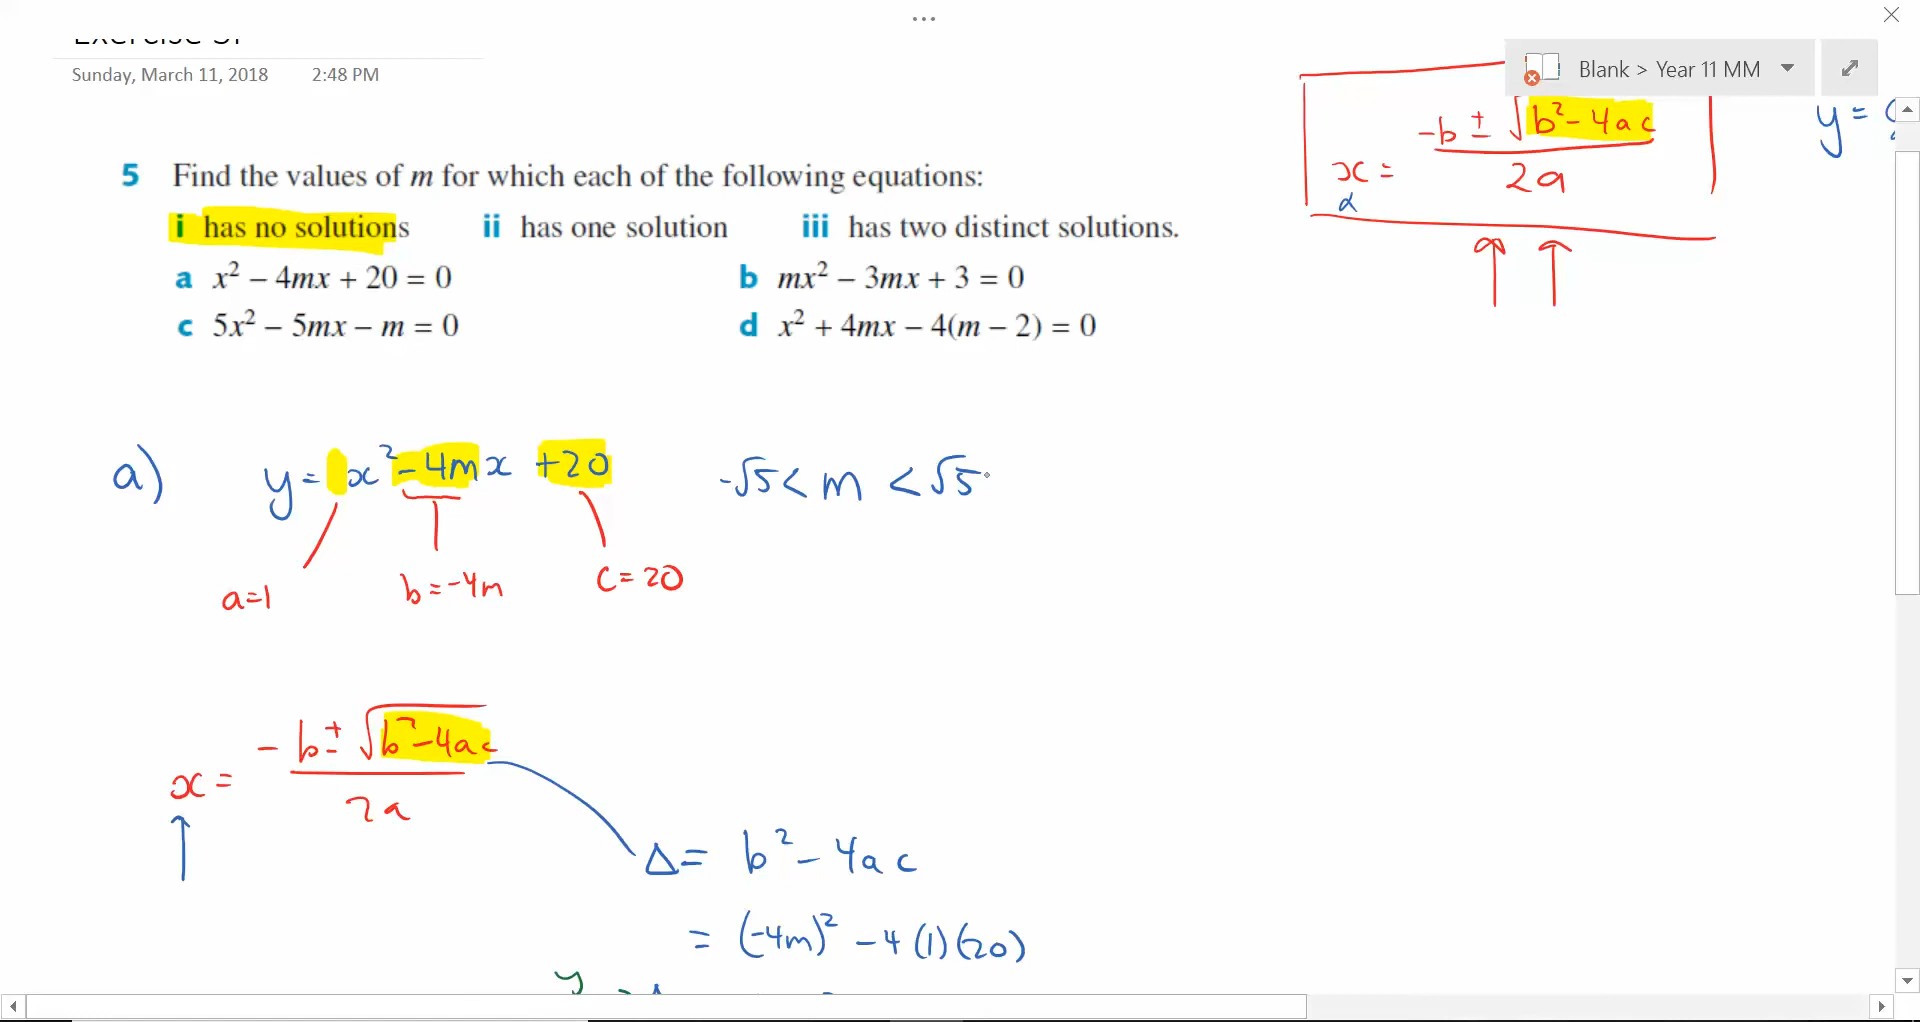 Sunday, March 11, 2018 2:48 PM
Blank > Year 11 MM
x = -b ± √b² - 4ac / 2a
α
y =
5 Find the values of m for which each of the following equations:
i has no solutions ii has one solution iii has two distinct solutions.
a x² – 4mx + 20 = 0 b mx² – 3mx + 3 = 0
c 5x² – 5mx – m = 0 d x² + 4mx – 4(m – 2) = 0
a) y = x² - 4mx + 20 -√5 < m < √5
a=1 b=-4m c=20
x = -b ± √b² - 4ac / 2a
Δ = b² - 4ac
= (-4m)² - 4(1)(20)
y